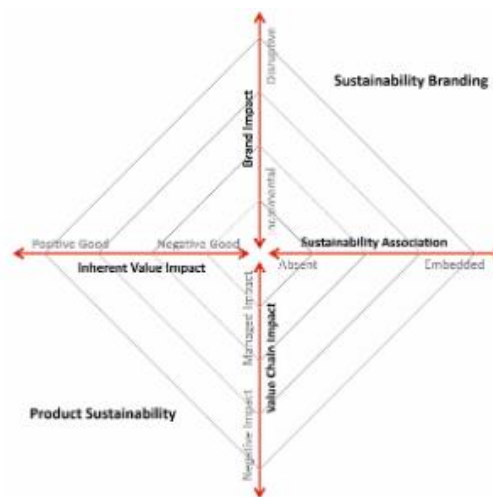 Disruptive
Sustainability Branding
Brand Impact
Incremental
Positive Good
Negative Good
Sustainability Association
Inherent Value Impact
Absent
Embedded
Managed Impact
Value Chain Impact
Product Sustainability
Negative Impact